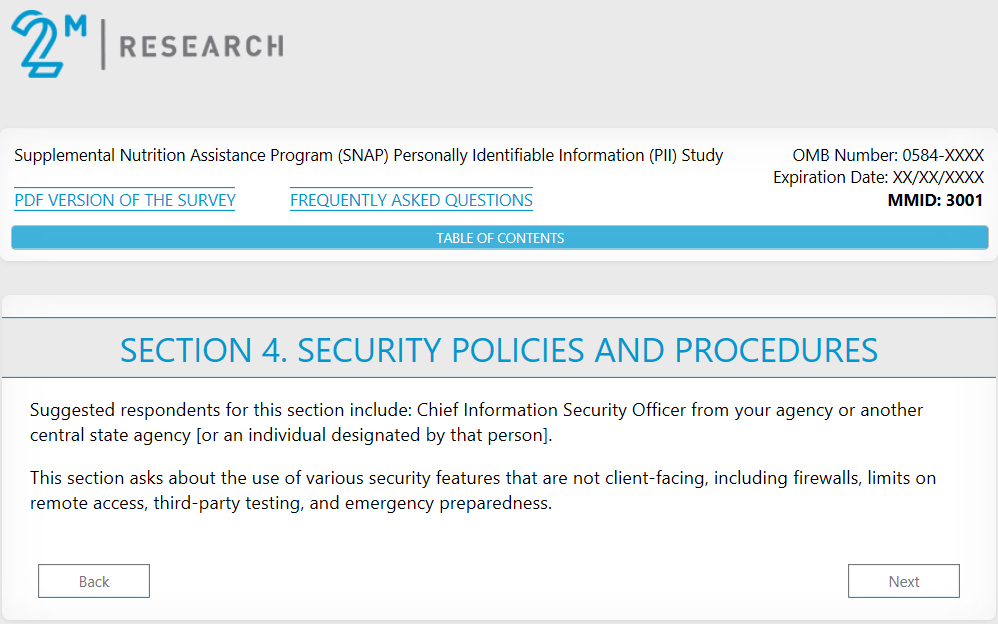 2M RESEARCH
Supplemental Nutrition Assistance Program (SNAP) Personally Identifiable Information (PII) Study
OMB Number: 0584-XXXX
Expiration Date: XX/XX/XXXX
PDF VERSION OF THE SURVEY
FREQUENTLY ASKED QUESTIONS
MMID: 3001
TABLE OF CONTENTS
SECTION 4. SECURITY POLICIES AND PROCEDURES
Suggested respondents for this section include: Chief Information Security Officer from your agency or another
central state agency [or an individual designated by that person].
This section asks about the use of various security features that are not client-facing, including firewalls, limits on
remote access, third-party testing, and emergency preparedness.
Back
Next